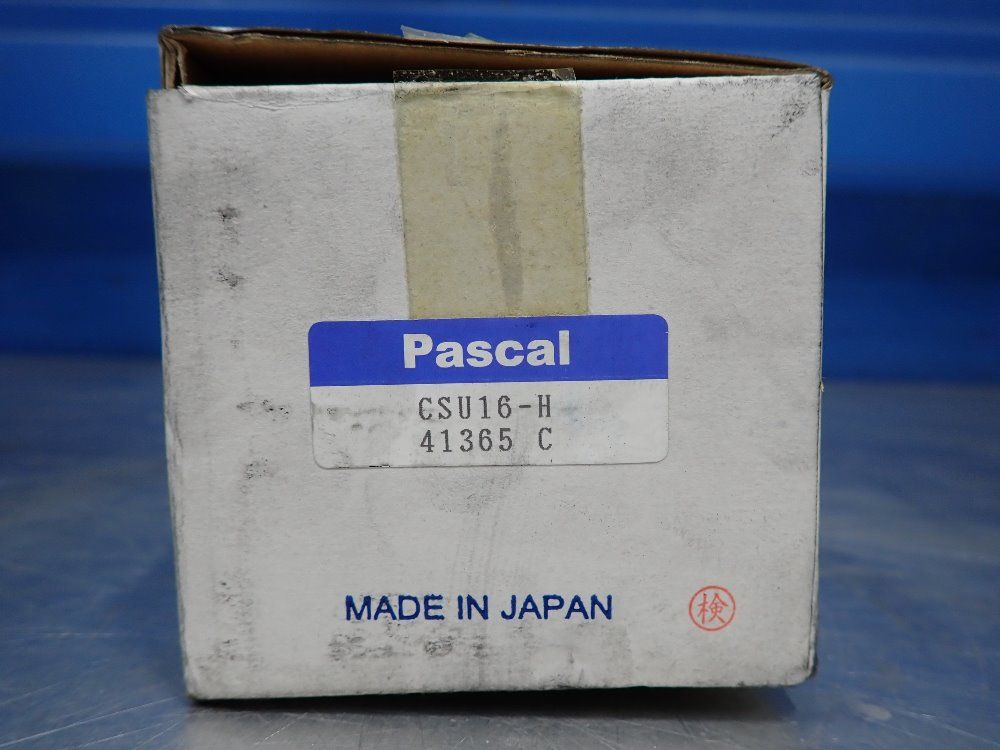 Pascal
CSU16-H
41365 C
MADE IN JAPAN
検